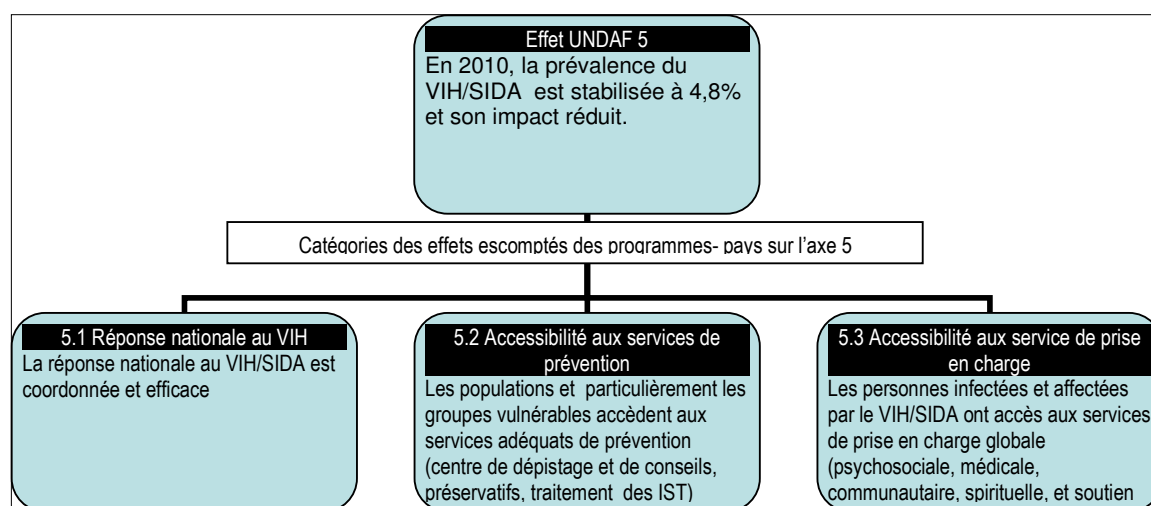 Effet UNDAF 5
En 2010, la prévalence du
VIH/SIDA est stabilisée à 4,8%
et son impact réduit.
Catégories des effets escomptés des programmes- pays sur l'axe 5
5.1 Réponse nationale au VIH
La réponse nationale au VIH/SIDA est
coordonnée et efficace
5.2 Accessibilité aux services de
prévention
Les populations et particulièrement les
groupes vulnérables accèdent aux
services adéquats de prévention
(centre de dépistage et de conseils,
préservatifs, traitement des IST)
5.3 Accessibilité aux service de prise
en charge
Les personnes infectées et affectées
par le VIH/SIDA ont accès aux services
de prise en charge globale
(psychosociale, médicale,
communautaire, spirituelle, et soutien